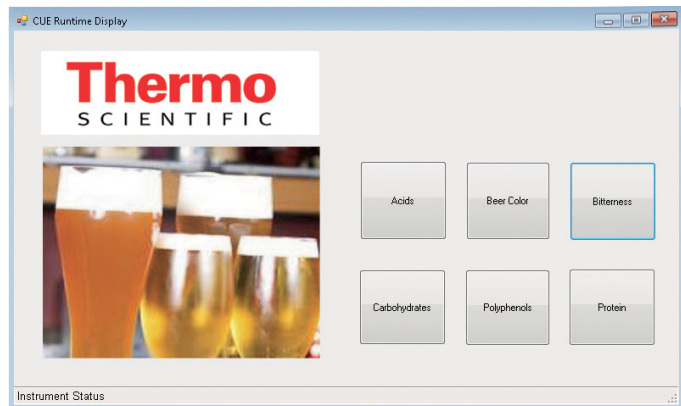 CUE Runtime Display
Thermo
SCIENTIFIC
Acids
Beer Color
Bitterness
Carbohydrates
Polyphenols
Protein
Instrument Status